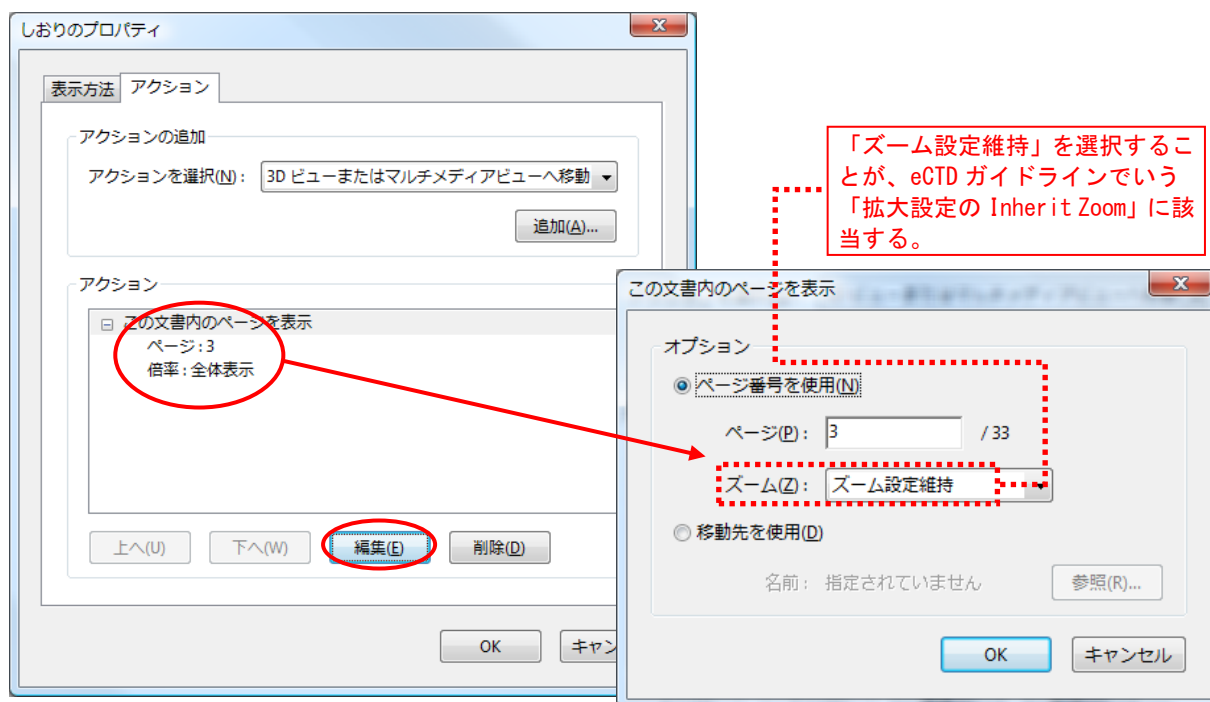 しおりのプロパティ
表示方法 アクション
アクションの追加
アクションを選択(N): 3D ビューまたはマルチメディアビューへ移動
追加(A)...
アクション
この文書内のページを表示
ページ:3
倍率:全体表示
上へ(U) 下へ(W) 編集(E) 削除(D)
OK キャン
「ズーム設定維持」を選択するこ
とが、eCTD ガイドラインでいう
「拡大設定の Inherit Zoom」に該
当する。
この文書内のページを表示
オプション
ページ番号を使用(N)
ページ(P): 3 / 33
ズーム(Z): ズーム設定維持
移動先を使用(D)
名前: 指定されていません 参照(R)...
OK キャンセル